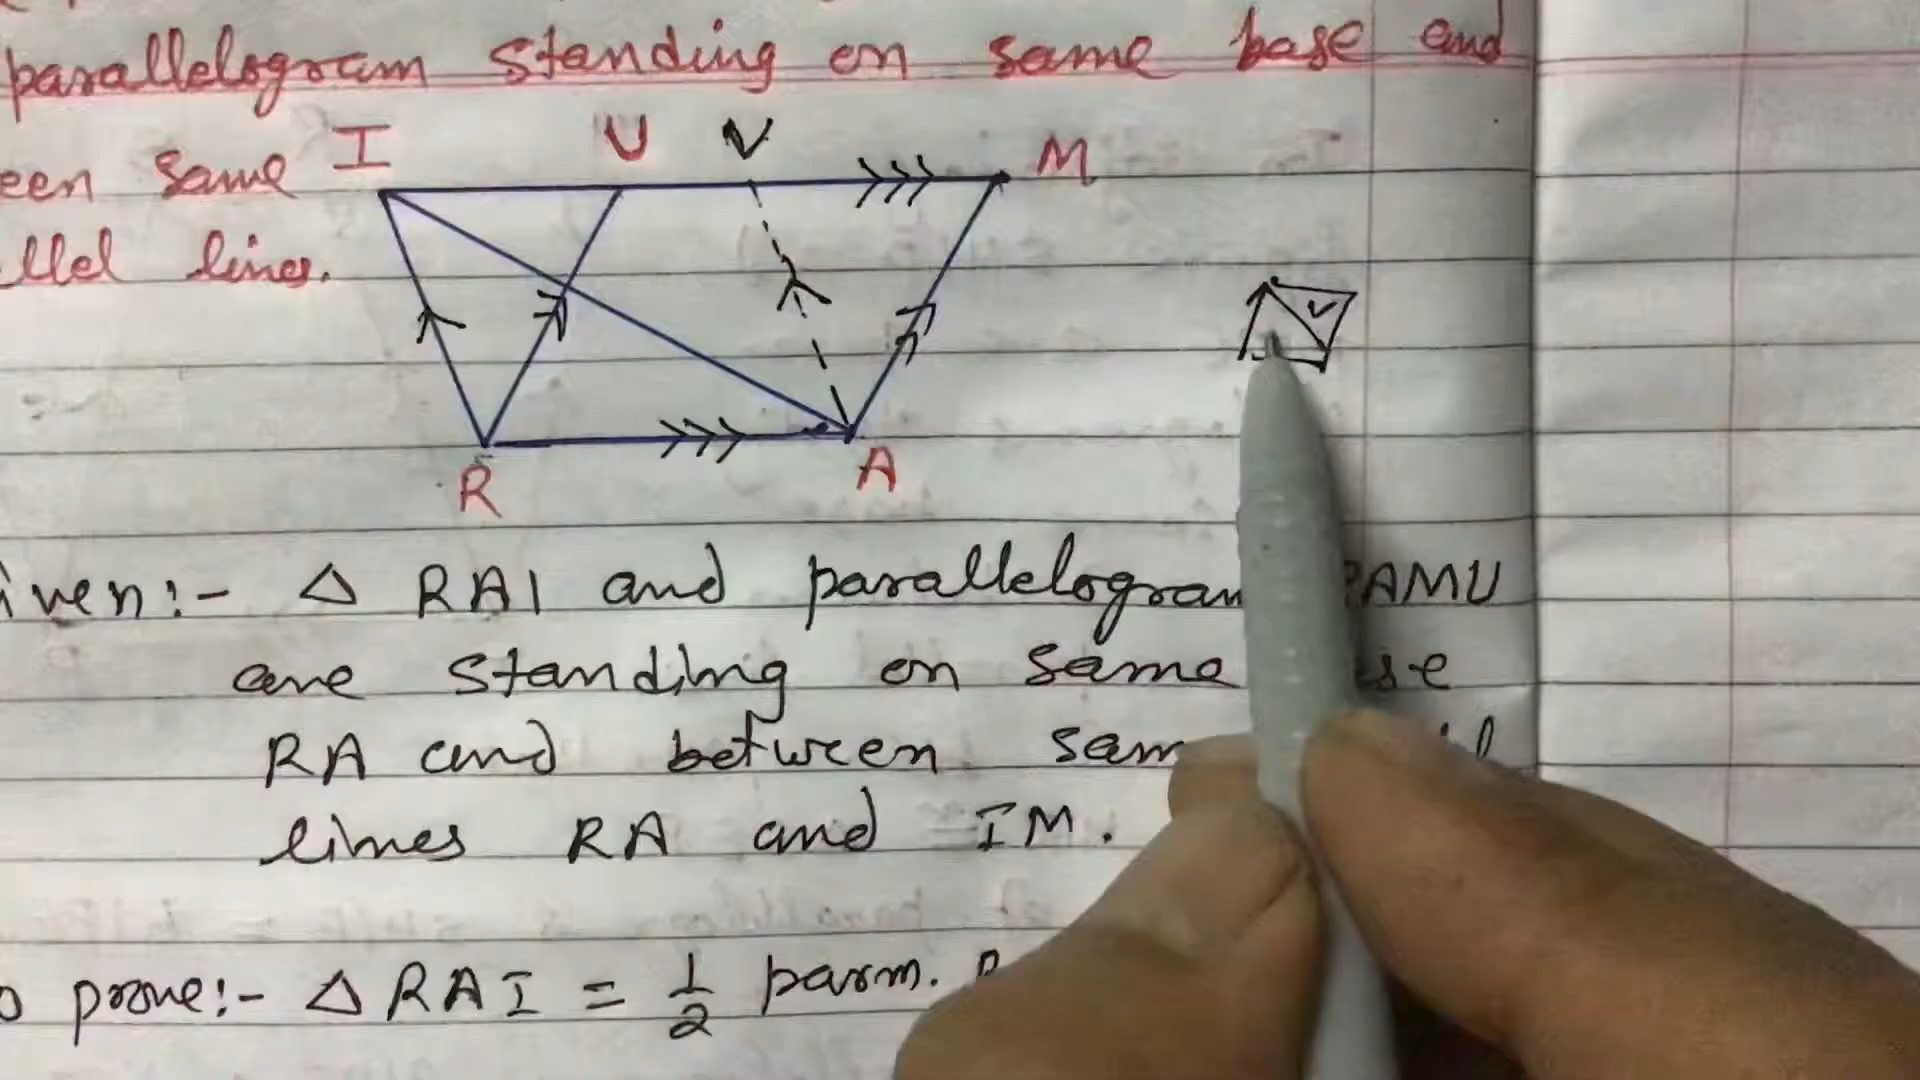 parallelogram standing on same base and
een same
llel lines.
I U V M
R A
iven:- △ RAI and parallelogram RAMU
are standing on same
RA and between
lines RA and IM.
o prove:- △ RAI = 1/2 parm.